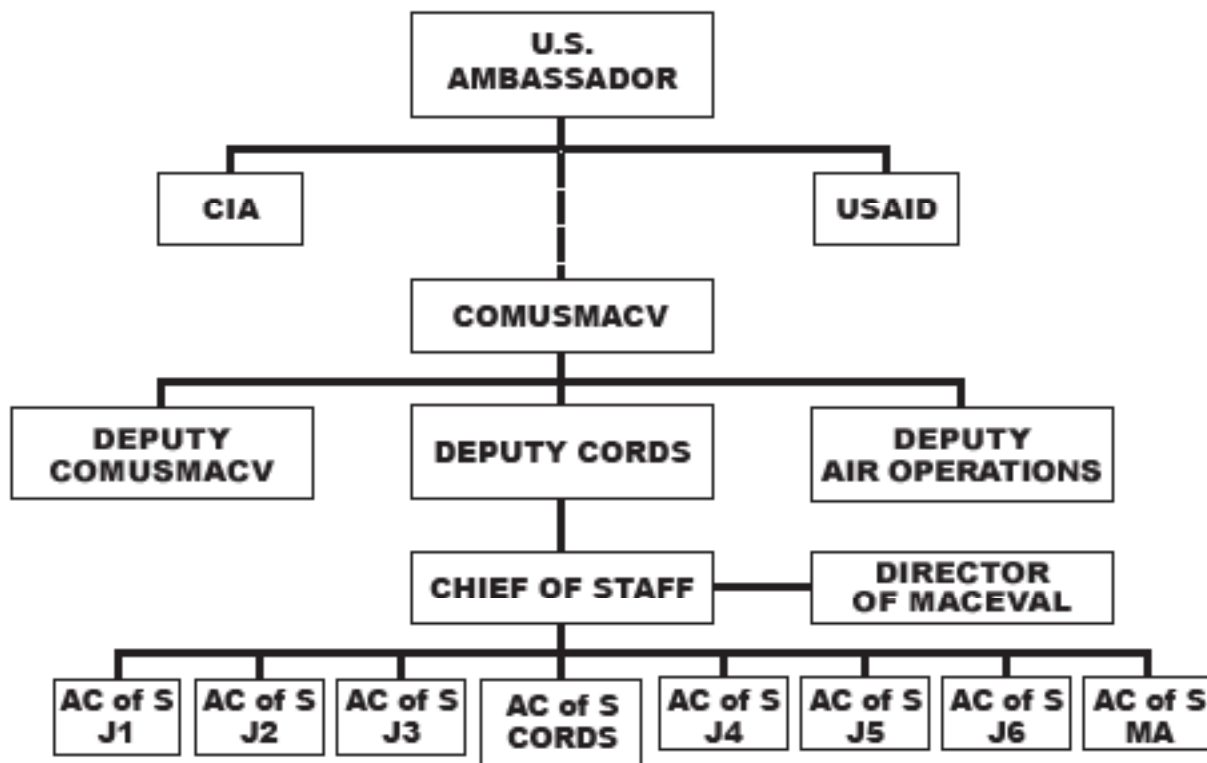 U.S.
AMBASSADOR
CIA
USAID
COMUSMACV
DEPUTY
COMUSMACV
DEPUTY CORDS
DEPUTY
AIR OPERATIONS
CHIEF OF STAFF
DIRECTOR
OF MACEVAL
AC of S
J1
AC of S
J2
AC of S
J3
AC of S
CORDS
AC of S
J4
AC of S
J5
AC of S
J6
AC of S
MA